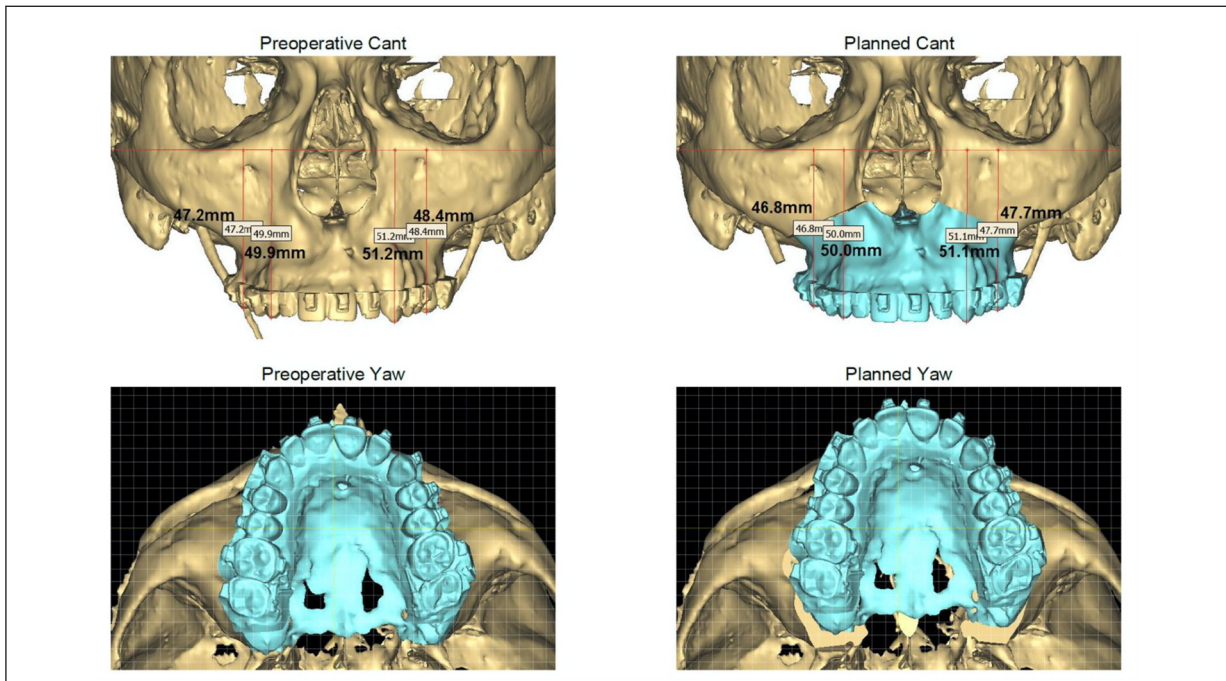 Preoperative Cant
Planned Cant
47.2mm
48.4mm
47.2m
49.9mm
51.2mm
48.4mm
49.9mm
51.2mm
46.8mm
47.7mm
46.8m
50.0mm
51.1mm
47.7mm
50.0mm
51.1mm
Preoperative Yaw
Planned Yaw